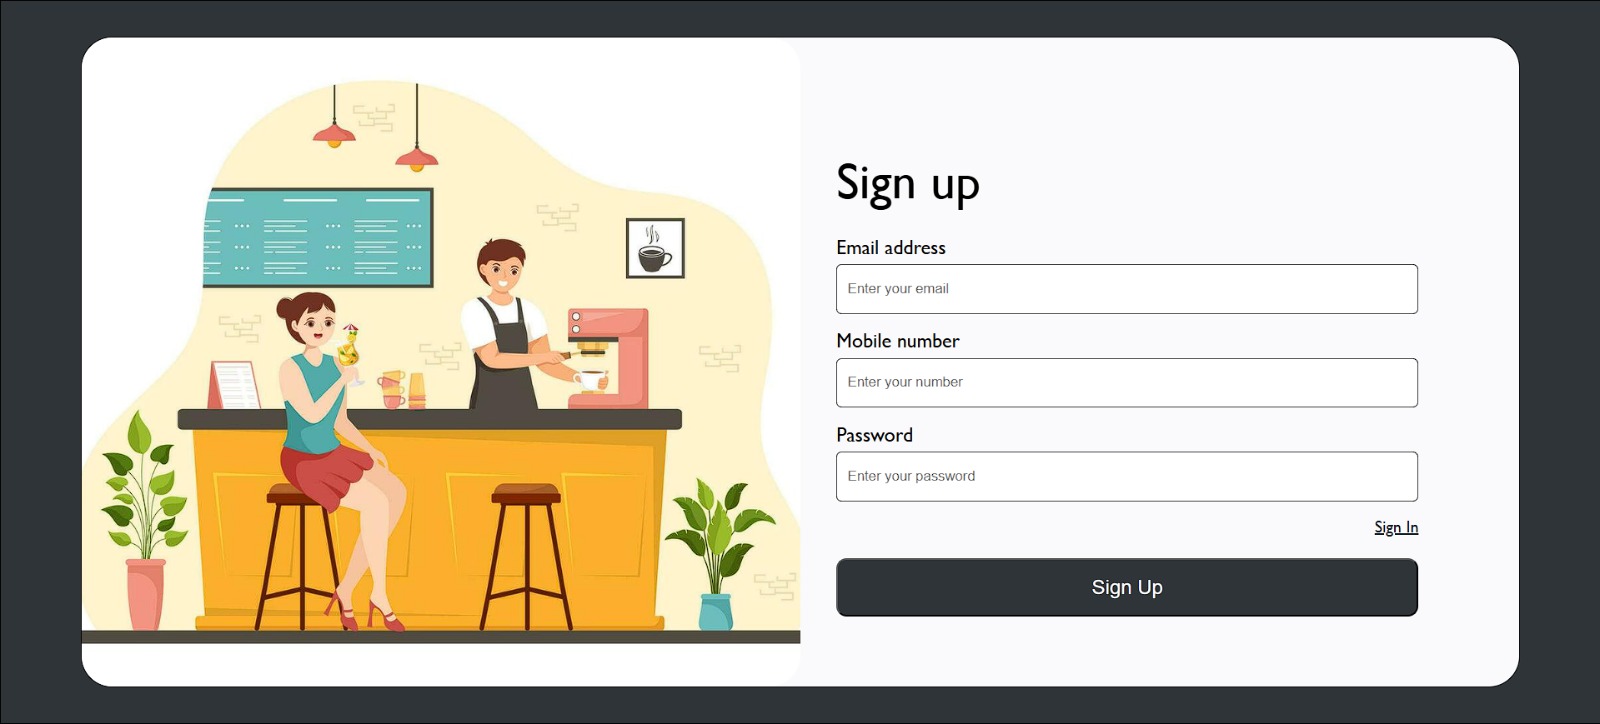 Sign up
Email address
Enter your email
Mobile number
Enter your number
Password
Enter your password
Sign In
Sign Up